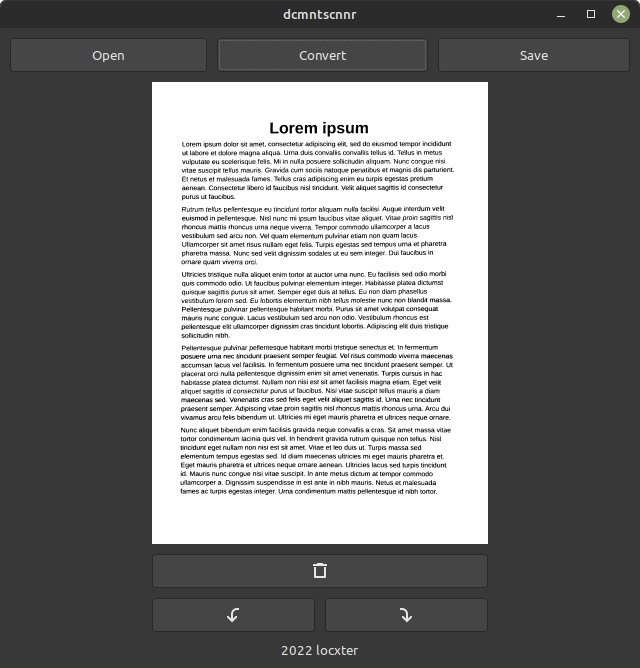 dcmntscnnr
Open
Convert
Save
Lorem ipsum
Lorem ipsum dolor sit amet, consectetur adipiscing elit, sed do eiusmod tempor incididunt
ut labore et dolore magna aliqua. Urna duis convallis convallis tellus id. Tellus in metus
vulputate eu scelerisque felis. Mi in nulla posuere sollicitudin aliquam. Nunc congue nisi
vitae suscipit tellus mauris. Gravida cum sociis natoque penatibus et magnis dis parturient.
Et netus et malesuada fames. Tellus cras adipiscing enim eu turpis egestas pretium
aenean. Consectetur libero id faucibus nisl tincidunt. Velit aliquet sagittis id consectetur
purus ut faucibus.
Rutrum tellus pellentesque eu tincidunt tortor aliquam nulla facilisi. Augue interdum velit
euismod in pellentesque. Nisl nunc mi ipsum faucibus vitae aliquet. Vitae proin sagittis nisl
rhoncus mattis rhoncus urna neque viverra. Tempor commodo ullamcorper a lacus
vestibulum sed arcu non. Vel quam elementum pulvinar etiam non quam lacus.
Ullamcorper sit amet risus nullam eget felis. Turpis egestas sed tempus urna et pharetra
pharetra massa. Nunc sed velit dignissim sodales ut eu sem integer. Dui faucibus in
ornare quam viverra orci.
Ultricies tristique nulla aliquet enim tortor at auctor urna nunc. Eu facilisis sed odio morbi
quis commodo odio. Ut faucibus pulvinar elementum integer. Habitasse platea dictumst
quisque sagittis purus sit amet. Semper eget duis at tellus. Eu non diam phasellus
vestibulum lorem sed. Eu lobortis elementum nibh tellus molestie nunc non blandit massa.
Pellentesque pulvinar pellentesque habitant morbi. Purus sit amet volutpat consequat
mauris nunc congue. Lacus vestibulum sed arcu non odio. Vestibulum rhoncus est
pellentesque elit ullamcorper dignissim cras tincidunt lobortis. Adipiscing elit duis tristique
sollicitudin nibh.
Pellentesque pulvinar pellentesque habitant morbi tristique senectus et. In fermentum
posuere urna nec tincidunt praesent semper feugiat. Vel risus commodo viverra maecenas
accumsan lacus vel facilisis. In fermentum posuere urna nec tincidunt praesent semper. Ut
placerat orci nulla pellentesque dignissim enim sit amet venenatis. Turpis cursus in hac
habitasse platea dictumst. Nullam non nisi est sit amet facilisis magna etiam. Eget velit
aliquet sagittis id consectetur purus ut faucibus. Nisi vitae suscipit tellus mauris a diam
maecenas sed. Venenatis cras sed felis eget velit aliquet sagittis id. Urna nec tincidunt
praesent semper. Adipiscing vitae proin sagittis nisl rhoncus mattis rhoncus urna. Arcu dui
vivamus arcu felis bibendum ut. Ultricies mi eget mauris pharetra et ultrices neque ornare.
Nunc aliquet bibendum enim facilisis gravida neque convallis a cras. Sit amet massa vitae
tortor condimentum lacinia quis vel. In hendrerit gravida rutrum quisque non tellus. Nisl
tincidunt eget nullam non nisi est sit amet. Vitae et leo duis ut. Turpis massa sed
elementum tempus egestas sed. Id diam maecenas ultricies mi eget mauris pharetra et.
Eget mauris pharetra et ultrices neque ornare aenean. Ultricies lacus sed turpis tincidunt
id. Mauris nunc congue nisi vitae suscipit. In ante metus dictum at tempor commodo
ullamcorper a. Dignissim suspendisse in est ante in nibh mauris. Netus et malesuada
fames ac turpis egestas integer. Urna condimentum mattis pellentesque id nibh tortor.
2022 locxter